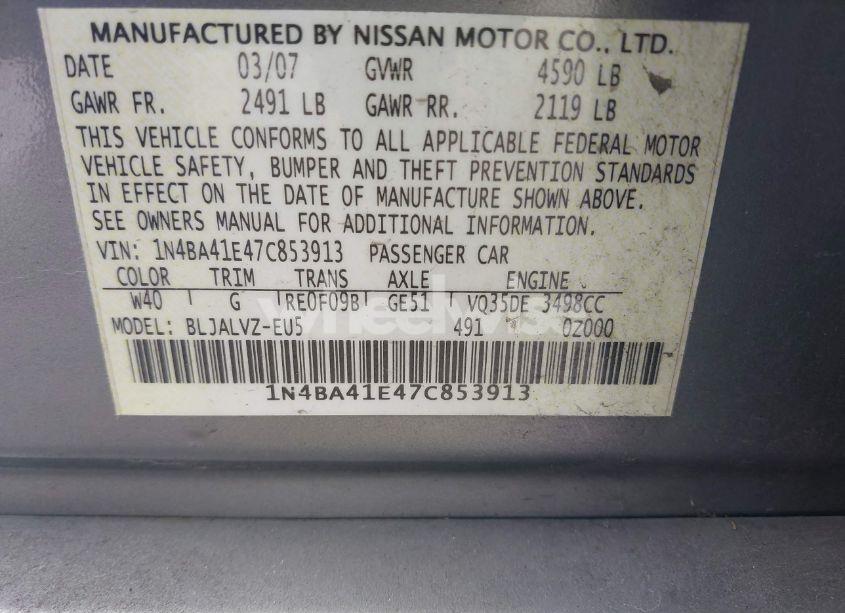 MANUFACTURED BY NISSAN MOTOR CO., LTD.
DATE 03/07 GVWR 4590 LB
GAWR FR. 2491 LB GAWR RR. 2119 LB
THIS VEHICLE CONFORMS TO ALL APPLICABLE FEDERAL MOTOR
VEHICLE SAFETY, BUMPER AND THEFT PREVENTION STANDARDS
IN EFFECT ON THE DATE OF MANUFACTURE SHOWN ABOVE.
SEE OWNERS MANUAL FOR ADDITIONAL INFORMATION.
VIN: 1N4BA41E47C853913 PASSENGER CAR
COLOR TRIM TRANS AXLE ENGINE
W40 G RE0F09B GE51 VQ35DE 3498CC
MODEL: BLJALVZ-EU5 491 0Z000
1N4BA41E47C853913